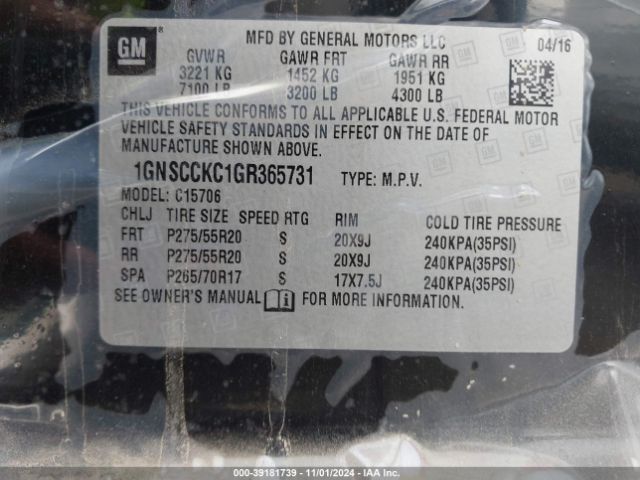 GM
MFD BY GENERAL MOTORS LLC 04/16
GVWR GAWR FRT GAWR RR
3221 KG 1452 KG 1951 KG
7100 LB 3200 LB 4300 LB
THIS VEHICLE CONFORMS TO ALL APPLICABLE U.S. FEDERAL MOTOR
VEHICLE SAFETY STANDARDS IN EFFECT ON THE DATE OF
MANUFACTURE SHOWN ABOVE.
1GNSCCKC1GR365731 TYPE: M.P.V.
MODEL: C15706
CHLJ TIRE SIZE SPEED RTG RIM COLD TIRE PRESSURE
FRT P275/55R20 S 20X9J 240KPA(35PSI)
RR P275/55R20 S 20X9J 240KPA(35PSI)
SPA P265/70R17 S 17X7.5J 240KPA(35PSI)
SEE OWNER'S MANUAL FOR MORE INFORMATION.
000-39181739 - 11/01/2024 - IAA Inc.